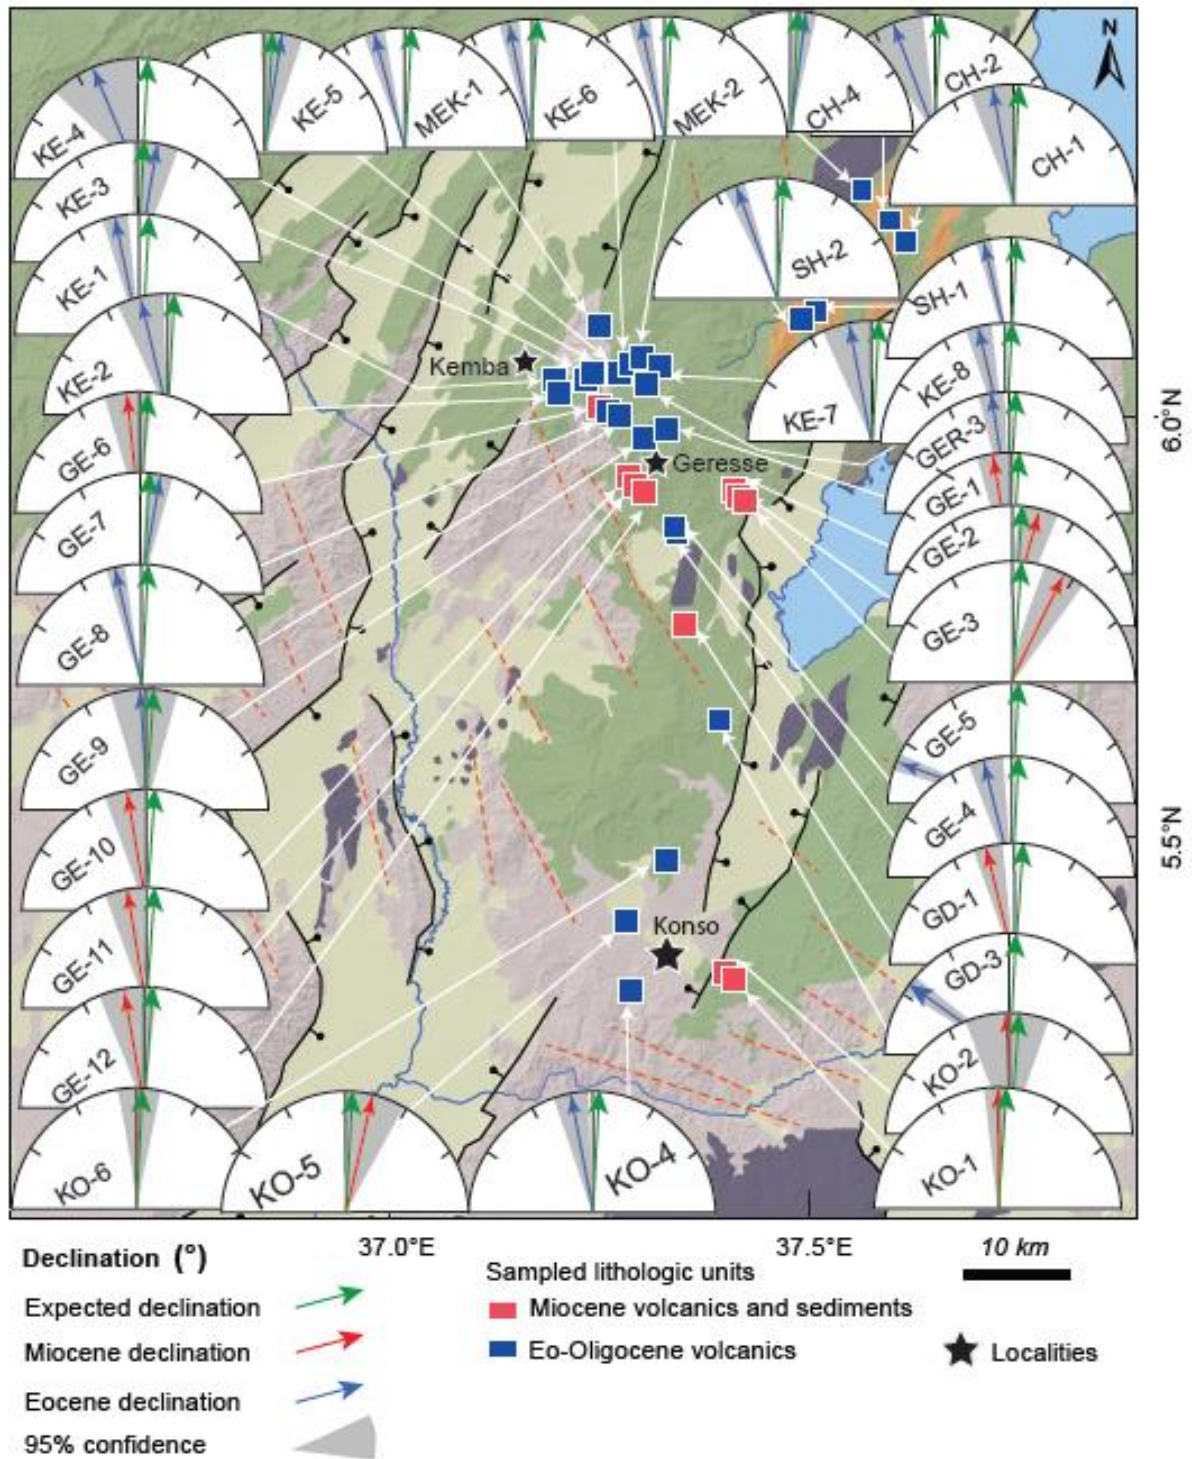 N
KE-5
MEK-1
KE-6
MEK-2
CH-4
CH-2
KE-4
CH-1
KE-3
SH-2
KE-1
SH-1
KE-2
Kemba
KE-7
KE-8
6.0°N
GE-6
GER-3
Geresse
GE-1
GE-7
GE-2
GE-8
GE-3
GE-9
GE-5
GE-4
5.5°N
GE-10
GD-1
GE-11
Konso
GD-3
GE-12
KO-2
KO-6
KO-5
KO-4
KO-1
37.0°E
37.5°E
10 km
Declination (°)
Expected declination
Miocene declination
Eocene declination
95% confidence
Sampled lithologic units
Miocene volcanics and sediments
Eo-Oligocene volcanics
Localities